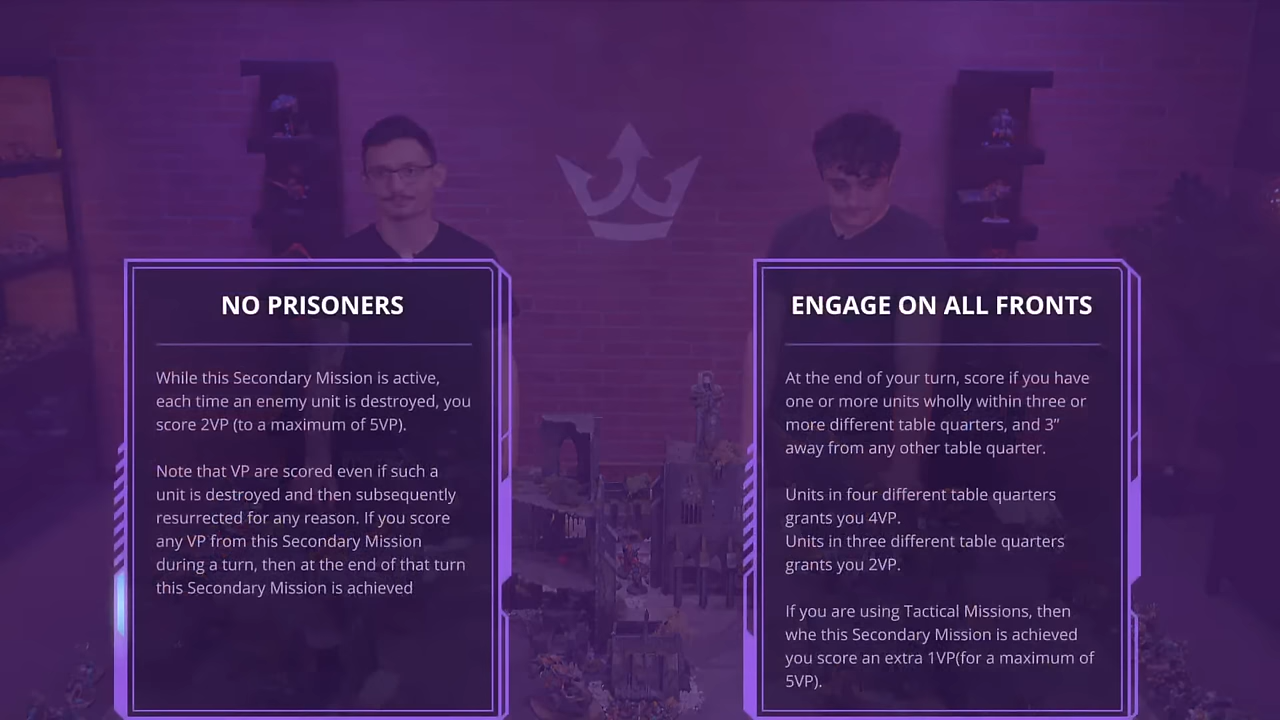 NO PRISONERS
While this Secondary Mission is active,
each time an enemy unit is destroyed, you
score 2VP (to a maximum of 5VP).
Note that VP are scored even if such a
unit is destroyed and then subsequently
resurrected for any reason. If you score
any VP from this Secondary Mission
during a turn, then at the end of that turn
this Secondary Mission is achieved
ENGAGE ON ALL FRONTS
At the end of your turn, score if you have
one or more units wholly within three or
more different table quarters, and 3”
away from any other table quarter.
Units in four different table quarters
grants you 4VP.
Units in three different table quarters
grants you 2VP.
If you are using Tactical Missions, then
whe this Secondary Mission is achieved
you score an extra 1VP(for a maximum of
5VP).